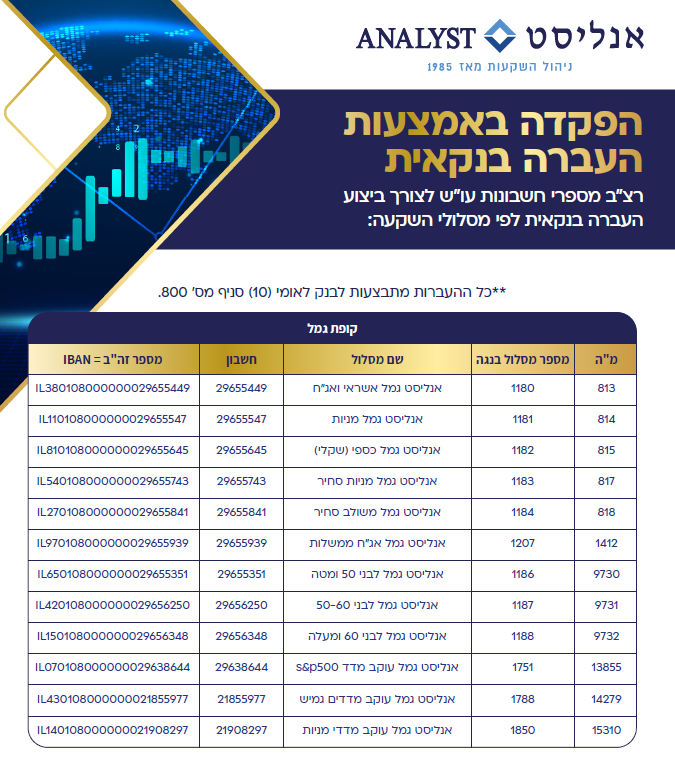 אנליסט ANALYST
ניהול השקעות מאז 1985
הפקדה באמצעות
העברה בנקאית
רצ"ב מספרי חשבונות עו"ש לצורך ביצוע
העברה בנקאית לפי מסלולי השקעה:
**כל ההעברות מתבצעות לבנק לאומי (10) סניף מס' 800.
קופת גמל
מ"ה מספר מסלול בנגה שם מסלול חשבון מספר זה"ב = IBAN
813 1180 אנליסט גמל אשראי ואג"ח 29655449 IL380108000000029655449
814 1181 אנליסט גמל מניות 29655547 IL110108000000029655547
815 1182 אנליסט גמל כספי (שקלי) 29655645 IL810108000000029655645
817 1183 אנליסט גמל מניות סחיר 29655743 IL540108000000029655743
818 1184 אנליסט גמל משולב סחיר 29655841 IL270108000000029655841
1412 1207 אנליסט גמל אג"ח ממשלות 29655939 IL970108000000029655939
9730 1186 אנליסט גמל לבני 50 ומטה 29655351 IL650108000000029655351
9731 1187 אנליסט גמל לבני 50-60 29656250 IL420108000000029656250
9732 1188 אנליסט גמל לבני 60 ומעלה 29656348 IL150108000000029656348
13855 1751 אנליסט גמל עוקב מדד s&p500 29638644 IL070108000000029638644
14279 1788 אנליסט גמל עוקב מדדים גמיש 21855977 IL430108000000021855977
15310 1850 אנליסט גמל עוקב מדדי מניות 21908297 IL140108000000021908297